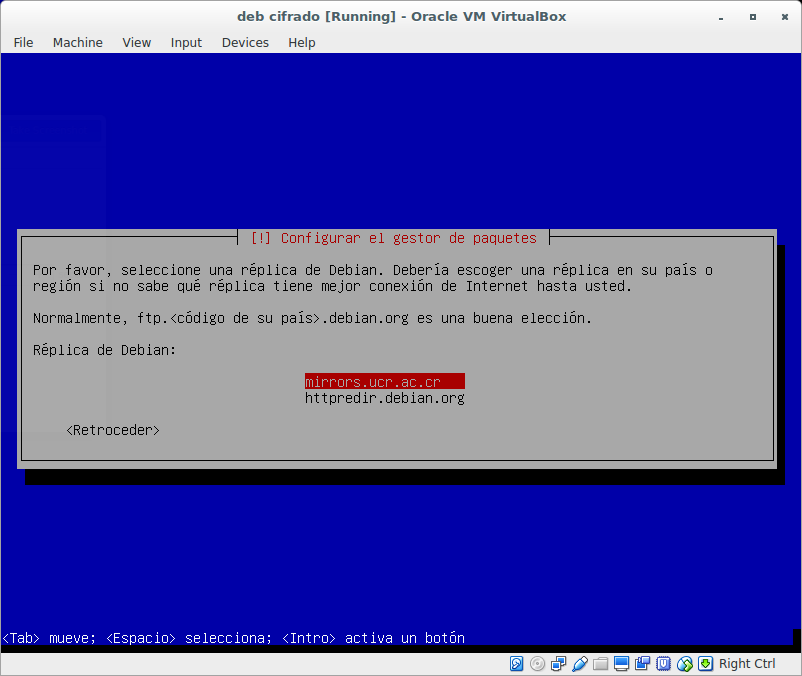 deb cifrado [Running] - Oracle VM VirtualBox
File Machine View Input Devices Help
[!] Configurar el gestor de paquetes
Por favor, seleccione una réplica de Debian. Debería escoger una réplica en su país o
región si no sabe qué réplica tiene mejor conexión de Internet hasta usted.
Normalmente, ftp.<código de su país>.debian.org es una buena elección.
Réplica de Debian:
mirrors.ucr.ac.cr
httpredir.debian.org
<Retroceder>
<Tab> mueve; <Espacio> selecciona; <Intro> activa un botón
Right Ctrl